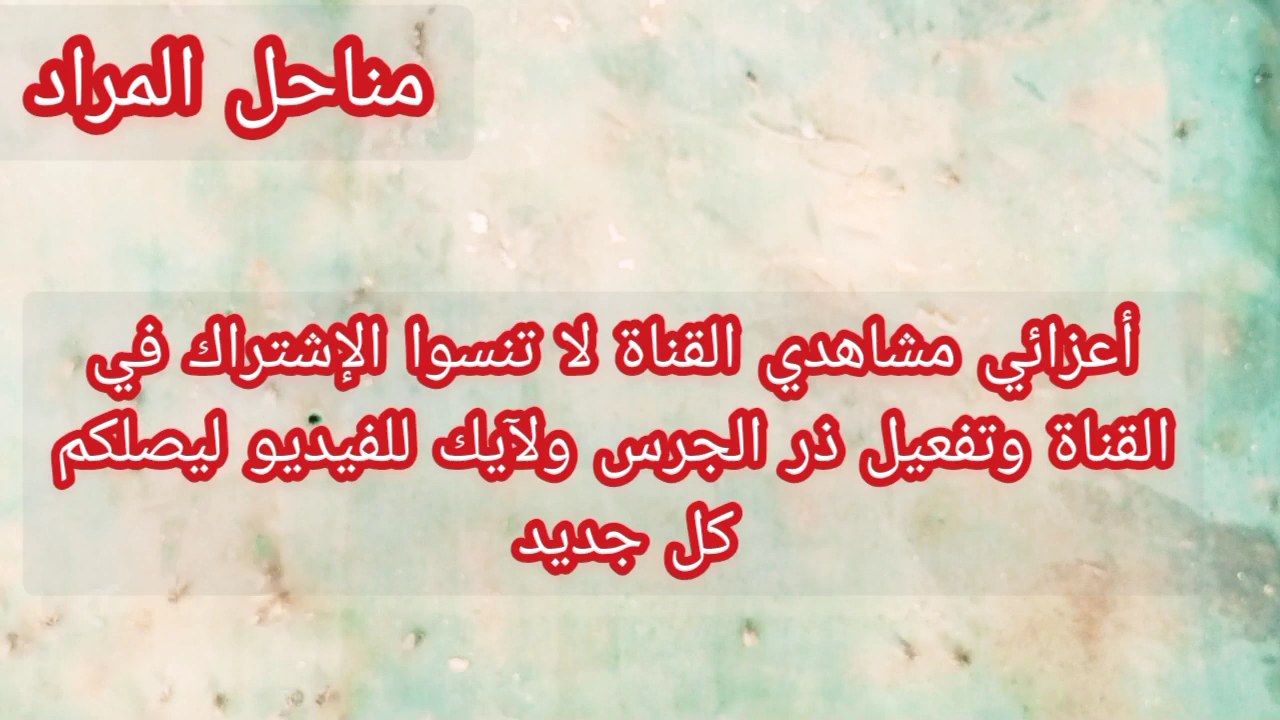 مناحل المراد
أعزائي مشاهدي القناة لا تنسوا الإشتراك في
القناة وتفعيل ذر الجرس ولآيك للفيديو ليصلكم
كل جديد